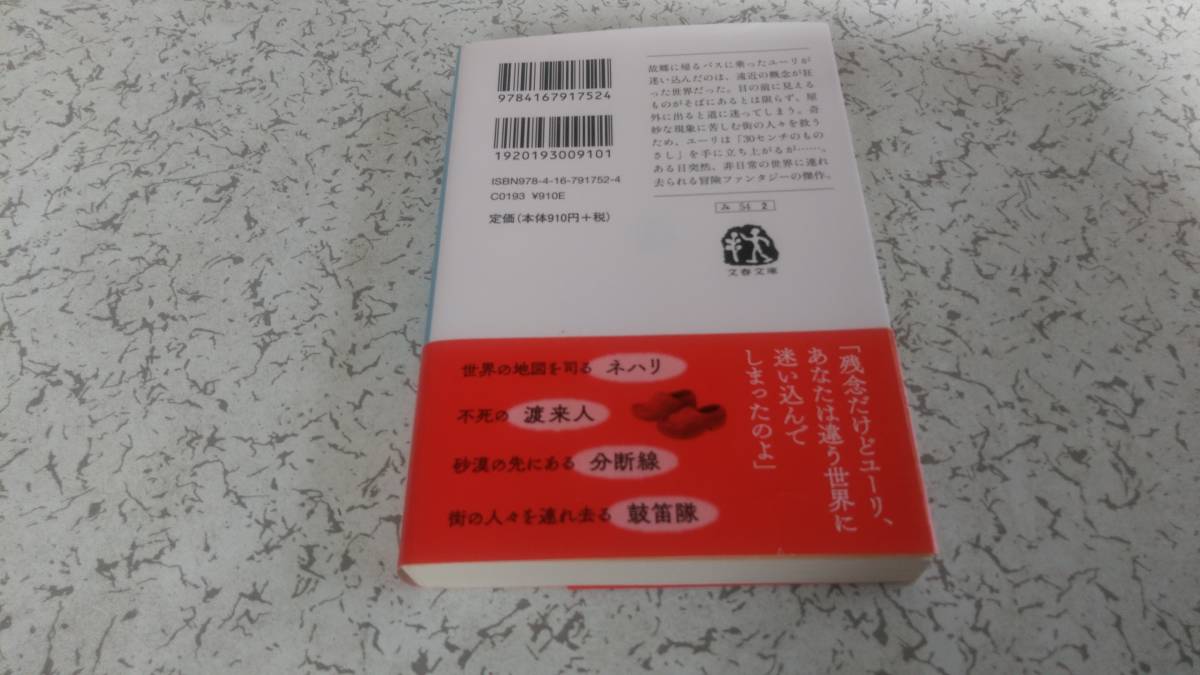 9784167917524
1920193009101
ISBN978-4-16-791752-4
C0193 ¥910E
定価(本体910円+税)
故郷に帰るバスに乗ったユーリが
迷い込んだのは、遠近の概念が狂
った世界だった。目の前に見える
ものがそばにあるとは限らず、屋
外に出ると道に迷ってしまう。奇
妙な現象に苦しむ街の人々を救う
ため、ユーリは「30センチのもの
さし」を手に立ち上がるが……。
ある日突然、非日常の世界に連れ
去られる冒険ファンタジーの傑作。
み 54 2
文春文庫
「残念だけどユーリ、
あなたは違う世界に
迷い込んで
しまったのよ」
世界の地図を司る ネハリ
不死の 渡来人
砂漠の先にある 分断線
街の人々を連れ去る 鼓笛隊